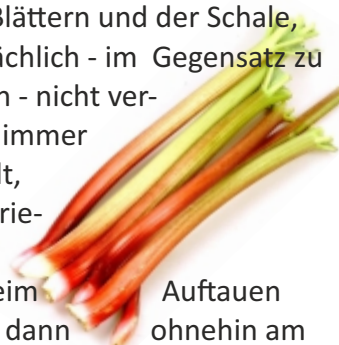 Blättern und der Schale,
ächlich - im Gegensatz zu
n - nicht ver-
immer
lt,
rie-
eim Auftauen
dann ohnehin am